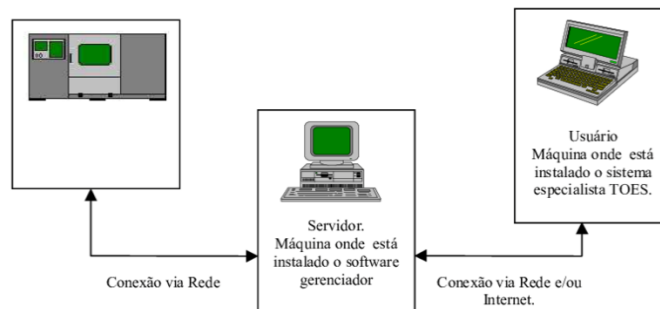 Usuário
Máquina onde está
instalado o sistema
especialista TOES.
Servidor.
Máquina onde está
instalado o software
gerenciador
Conexão via Rede
Conexão via Rede e/ou
Internet.